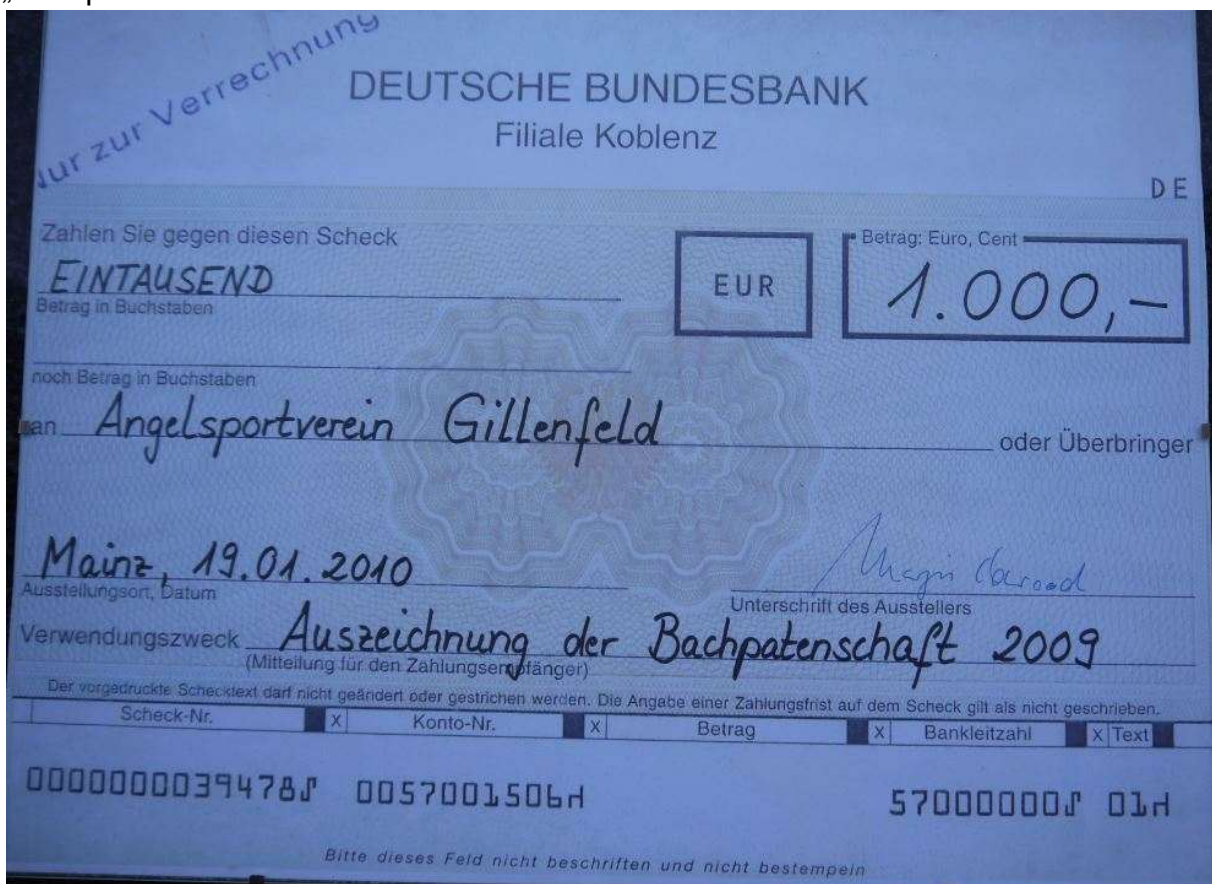 Nur zur Verrechnung
DEUTSCHE BUNDESBANK
Filiale Koblenz
DE
Zahlen Sie gegen diesen Scheck
EINTAUSEND
Betrag in Buchstaben
EUR
Betrag: Euro, Cent
1.000,-
noch Betrag in Buchstaben
an Angelsportverein Gillenfeld oder Überbringer
Mainz, 19.01.2010
Ausstellungsort, Datum
Unterschrift des Ausstellers
Verwendungszweck Auszeichnung der Bachpatenschaft 2009
(Mitteilung für den Zahlungsempfänger)
Der vorgedruckte Schecktext darf nicht geändert oder gestrichen werden. Die Angabe einer Zahlungsfrist auf dem Scheck gilt als nicht geschrieben.
Scheck-Nr. X Konto-Nr. X Betrag X Bankleitzahl X Text
0000000039478⑀ 0057001506⑁ 57000000⑀ 01⑁
Bitte dieses Feld nicht beschriften und nicht bestempeln